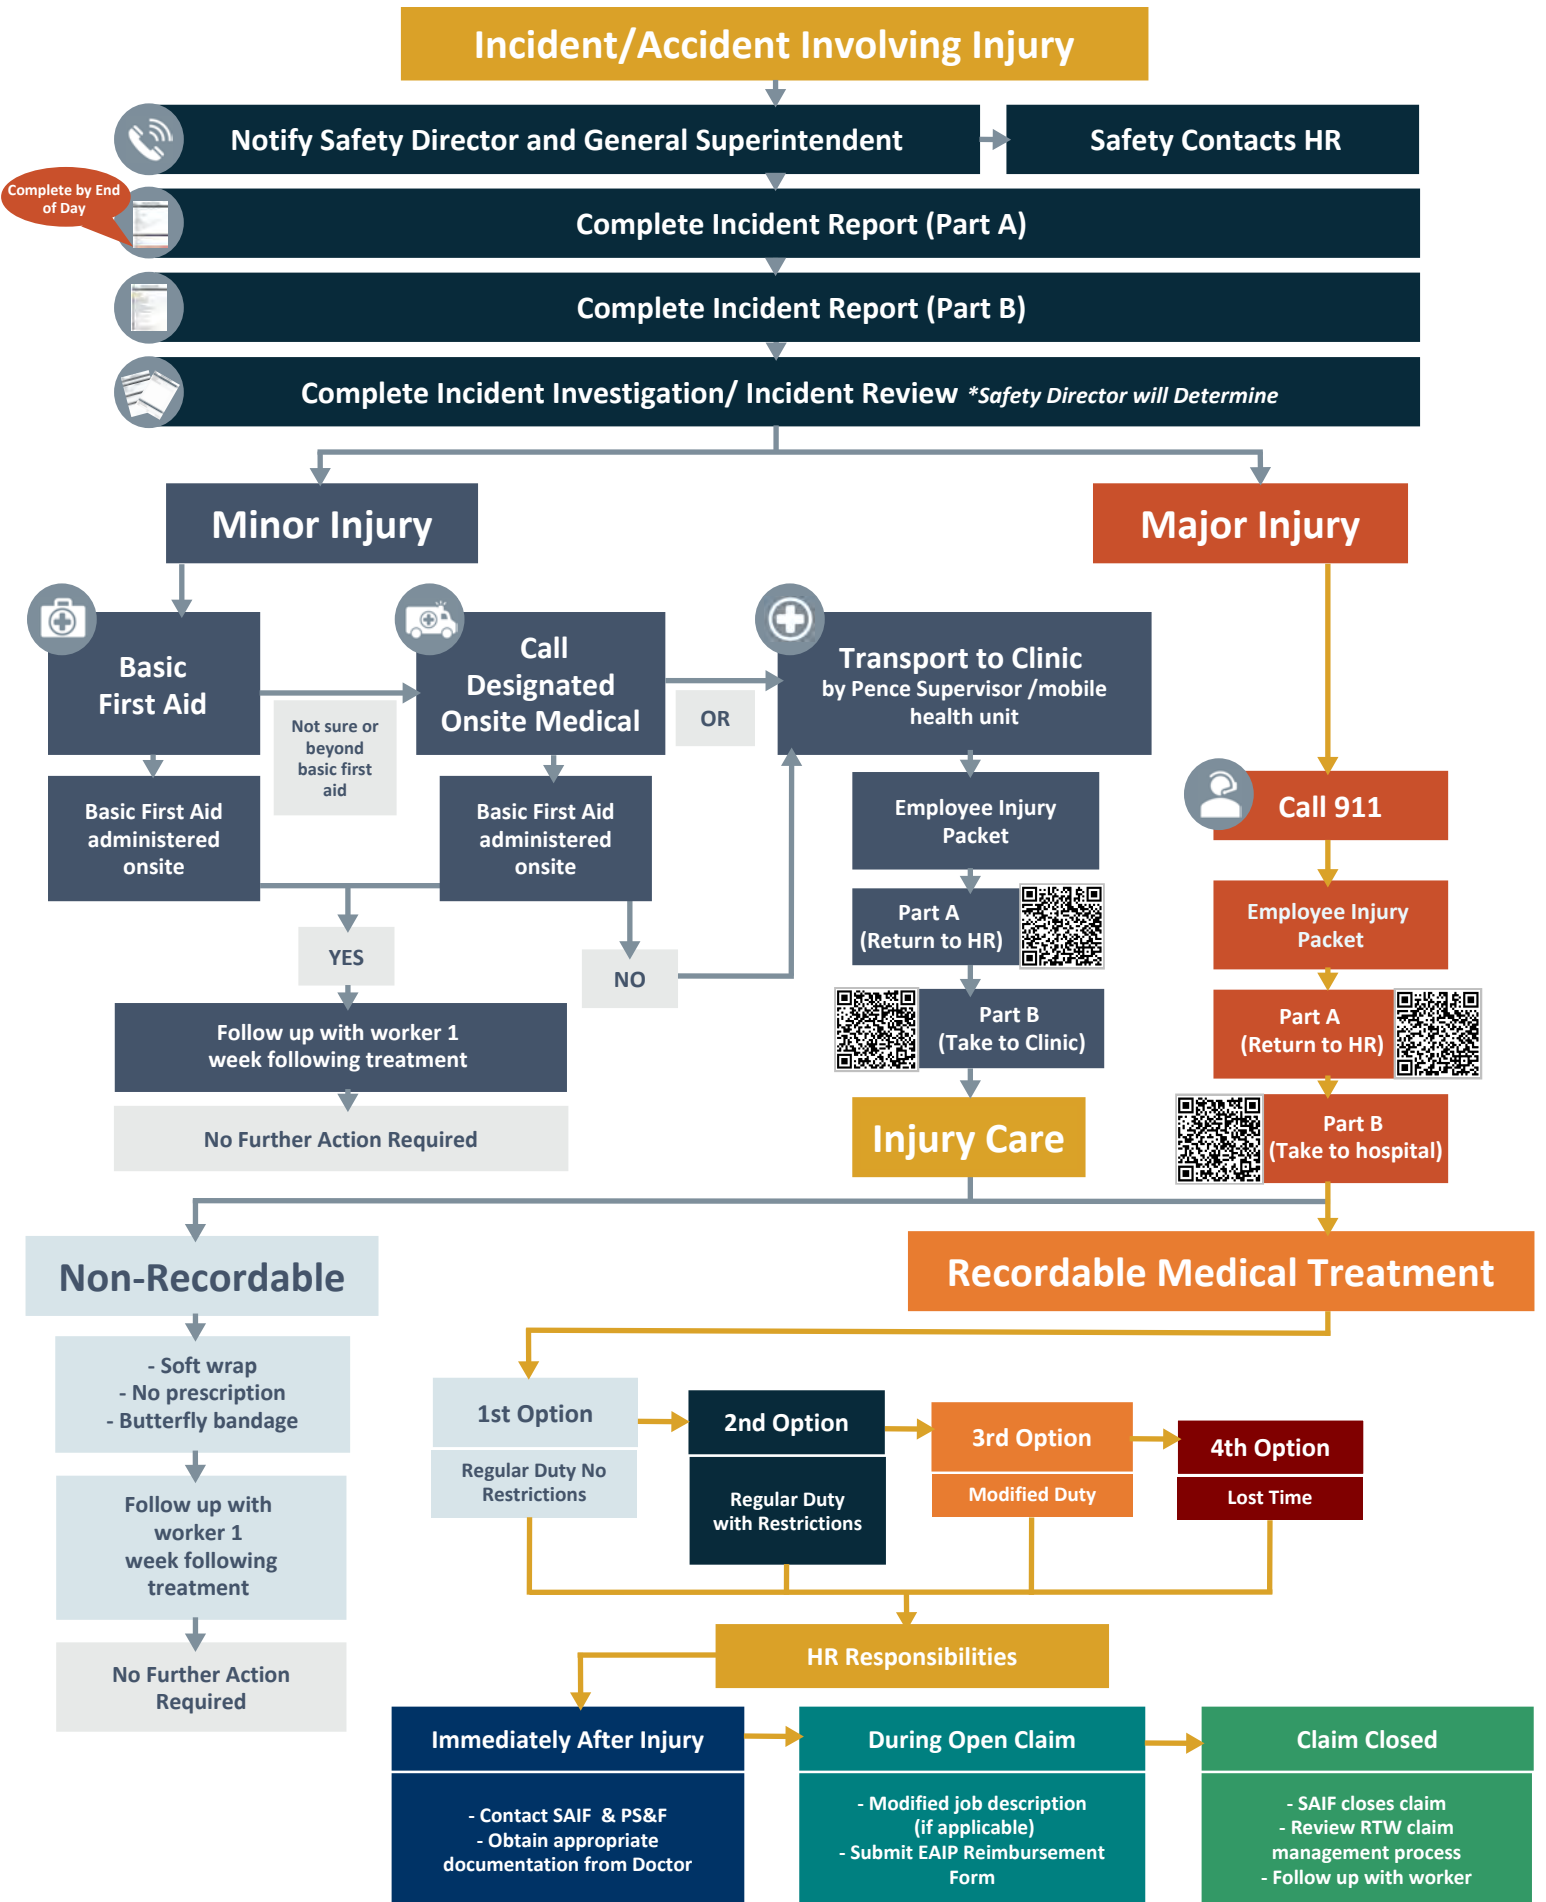 Incident/Accident Involving Injury
Notify Safety Director and General Superintendent
Safety Contacts HR
Complete by End
of Day
Complete Incident Report (Part A)
Complete Incident Report (Part B)
Complete Incident Investigation/ Incident Review *Safety Director will Determine
Minor Injury
Major Injury
Basic
First Aid
Not sure or
beyond
basic first
aid
Call
Designated
Onsite Medical
OR
Transport to Clinic
by Pence Supervisor /mobile
health unit
Basic First Aid
administered
onsite
Basic First Aid
administered
onsite
Employee Injury
Packet
Call 911
Part A
(Return to HR)
Employee Injury
Packet
YES
NO
Part B
(Take to Clinic)
Part A
(Return to HR)
Follow up with worker 1
week following treatment
No Further Action Required
Injury Care
Part B
(Take to hospital)
Non-Recordable
Recordable Medical Treatment
- Soft wrap
- No prescription
- Butterfly bandage
Follow up with
worker 1
week following
treatment
No Further Action
Required
1st Option
Regular Duty No
Restrictions
2nd Option
Regular Duty
with Restrictions
3rd Option
Modified Duty
4th Option
Lost Time
HR Responsibilities
Immediately After Injury
- Contact SAIF & PS&F
- Obtain appropriate
documentation from Doctor
During Open Claim
- Modified job description
(if applicable)
- Submit EAIP Reimbursement
Form
Claim Closed
- SAIF closes claim
- Review RTW claim
management process
- Follow up with worker